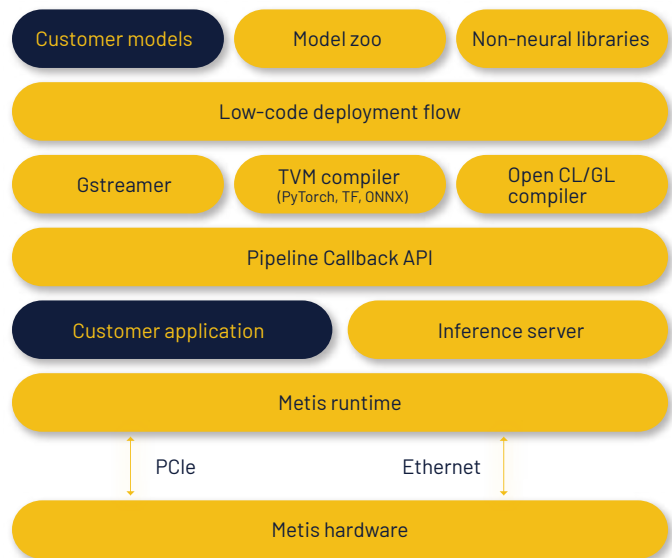 Customer models
Model zoo
Non-neural libraries
Low-code deployment flow
Gstreamer
TVM compiler
(PyTorch, TF, ONNX)
Open CL/GL
compiler
Pipeline Callback API
Customer application
Inference server
Metis runtime
PCIe
Ethernet
Metis hardware